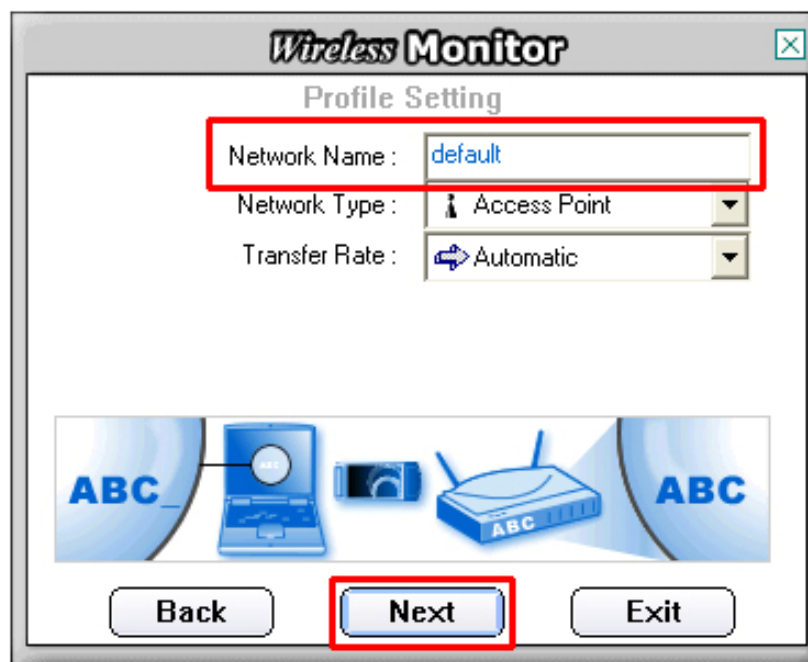 Wireless Monitor
Profile Setting
Network Name : default
Network Type : Access Point
Transfer Rate : Automatic
ABC_ ABC ABC ABC
Back Next Exit